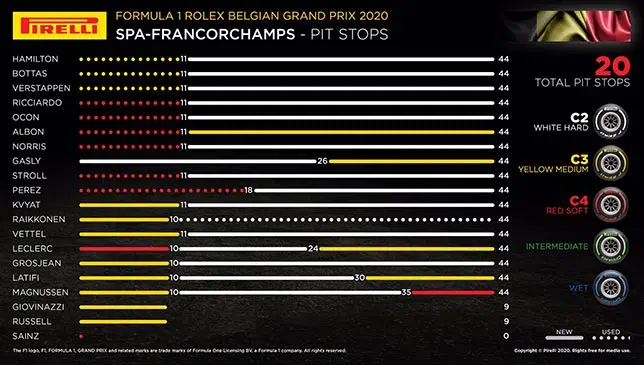 PIRELLI
FORMULA 1 ROLEX BELGIAN GRAND PRIX 2020
SPA-FRANCORCHAMPS - PIT STOPS
HAMILTON 11 44
BOTTAS 11 44
VERSTAPPEN 11 44
RICCIARDO 11 44
OCON 11 44
ALBON 11 44
NORRIS 11 44
GASLY 26 44
STROLL 11 44
PEREZ 18 44
KVYAT 11 44
RAIKKONEN 10 44
VETTEL 11 44
LECLERC 10 24 44
GROSJEAN 10 44
LATIFI 10 30 44
MAGNUSSEN 10 35 44
GIOVINAZZI 9
RUSSELL 9
SAINZ 0
20
TOTAL PIT STOPS
C2
WHITE HARD
C3
YELLOW MEDIUM
C4
RED SOFT
INTERMEDIATE
WET
NEW USED
The F1 logo, F1, FORMULA 1, GRAND PRIX and related marks are trade marks of Formula One Licensing BV, a Formula 1 company. All rights reserved.
Copyright © Pirelli 2020. Rights free for media use.